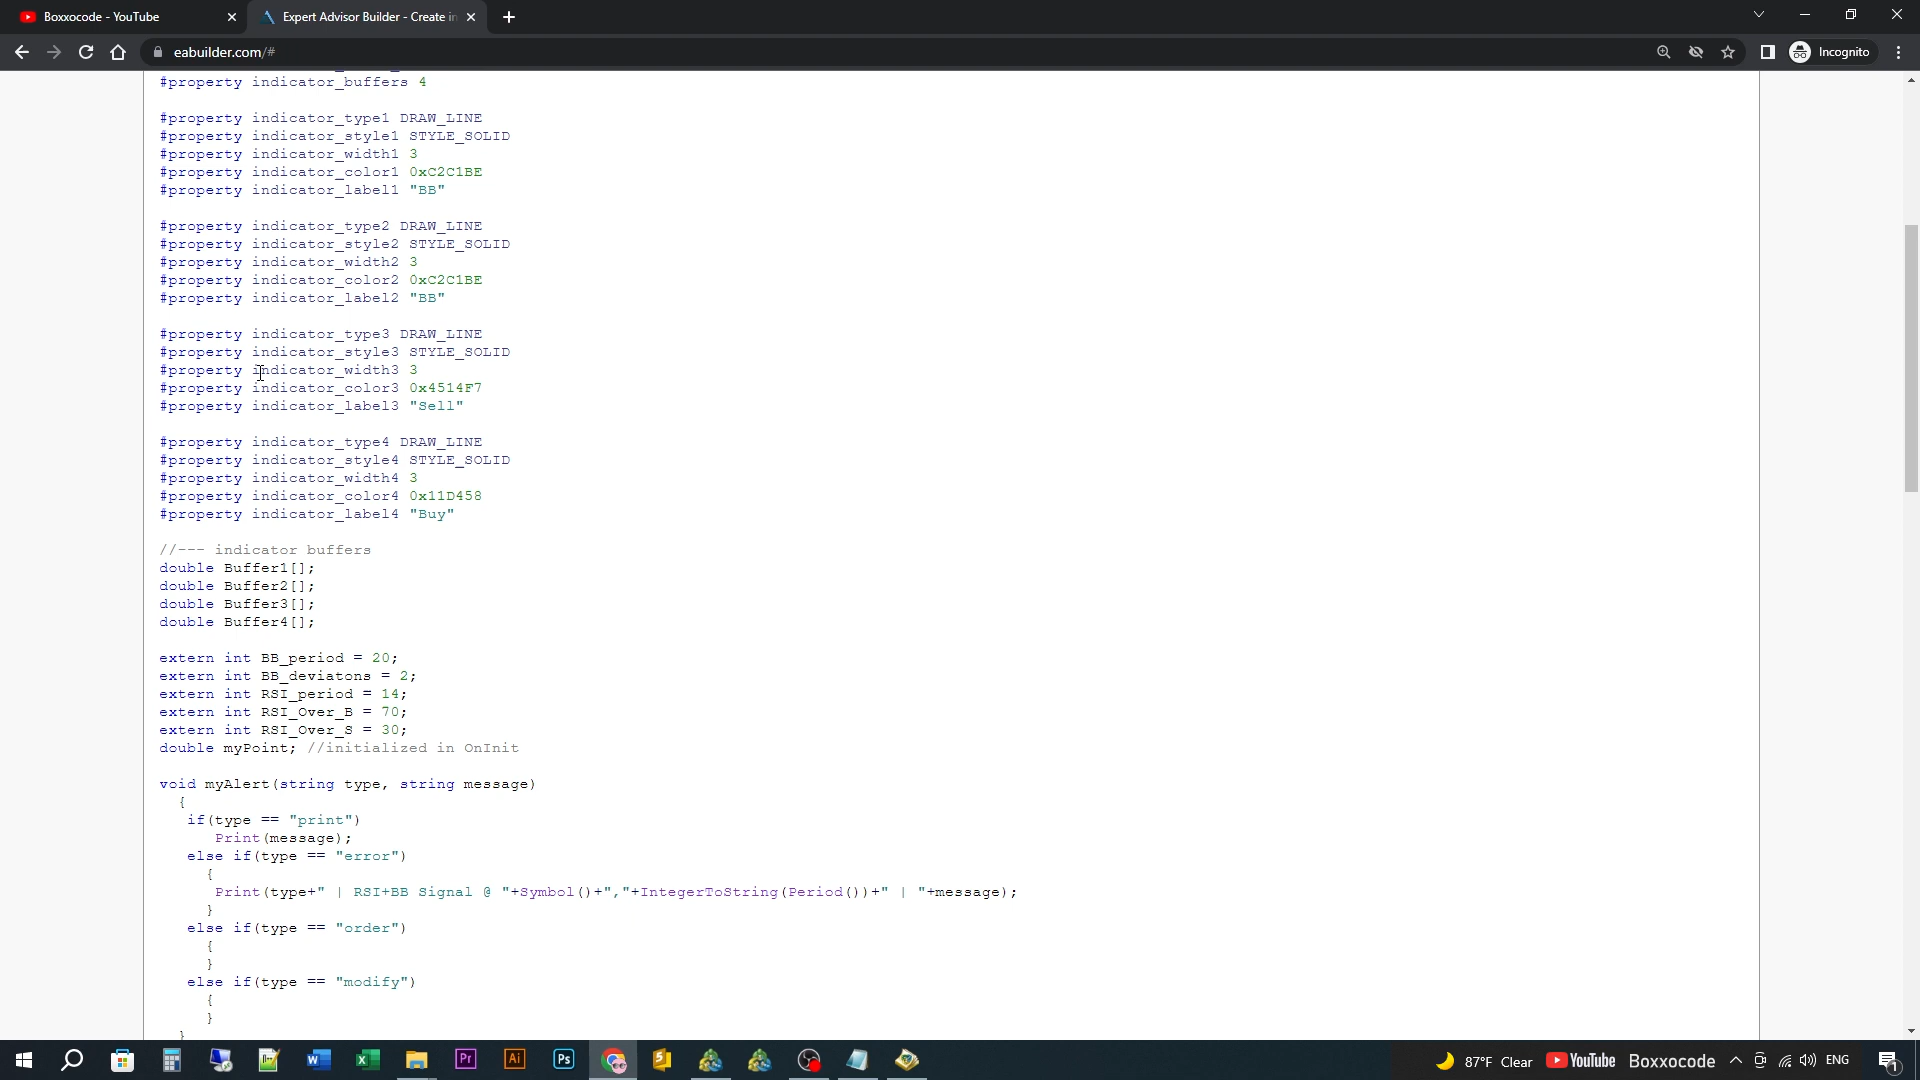 Boxxocode - YouTube
Expert Advisor Builder - Create in
eabuilder.com/#
Incognito
#property indicator_buffers 4
#property indicator_type1 DRAW_LINE
#property indicator_style1 STYLE_SOLID
#property indicator_width1 3
#property indicator_color1 0xC2C1BE
#property indicator_label1 "BB"
#property indicator_type2 DRAW_LINE
#property indicator_style2 STYLE_SOLID
#property indicator_width2 3
#property indicator_color2 0xC2C1BE
#property indicator_label2 "BB"
#property indicator_type3 DRAW_LINE
#property indicator_style3 STYLE_SOLID
#property indicator_width3 3
#property indicator_color3 0x4514F7
#property indicator_label3 "Sell"
#property indicator_type4 DRAW_LINE
#property indicator_style4 STYLE_SOLID
#property indicator_width4 3
#property indicator_color4 0x11D458
#property indicator_label4 "Buy"
//--- indicator buffers
double Buffer1[];
double Buffer2[];
double Buffer3[];
double Buffer4[];
extern int BB_period = 20;
extern int BB_deviatons = 2;
extern int RSI_period = 14;
extern int RSI_Over_B = 70;
extern int RSI_Over_S = 30;
double myPoint; //initialized in OnInit
void myAlert(string type, string message)
{
if(type == "print")
Print(message);
else if(type == "error")
{
Print(type+" | RSI+BB Signal @ "+Symbol()+","+IntegerToString(Period())+" | "+message);
}
else if(type == "order")
{
}
else if(type == "modify")
{
}
}
Pr
Ai
Ps
5
87°F Clear
YouTube
Boxxocode
ENG
1